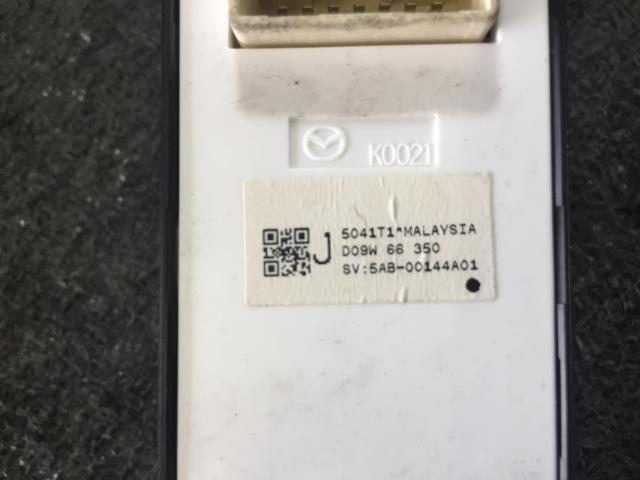 K0021
5041T1*MALAYSIA
J
D09W 66 350
SV:5AB-00144A01